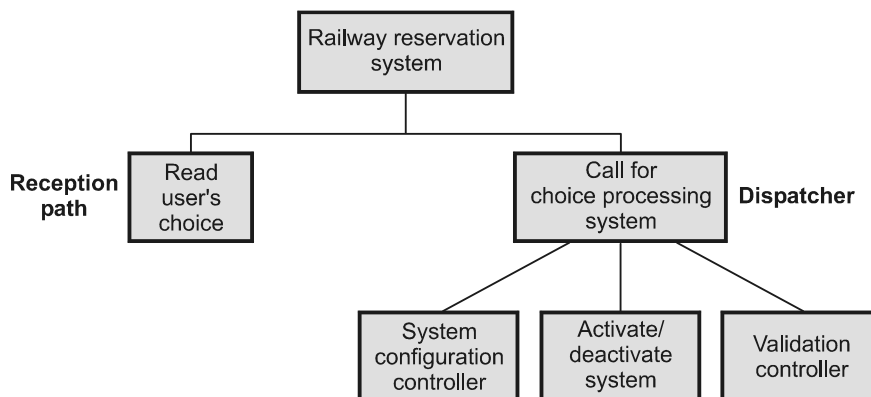 Railway reservation
system
Reception
path
Read
user's
choice
Call for
choice processing
system
Dispatcher
System
configuration
controller
Activate/
deactivate
system
Validation
controller